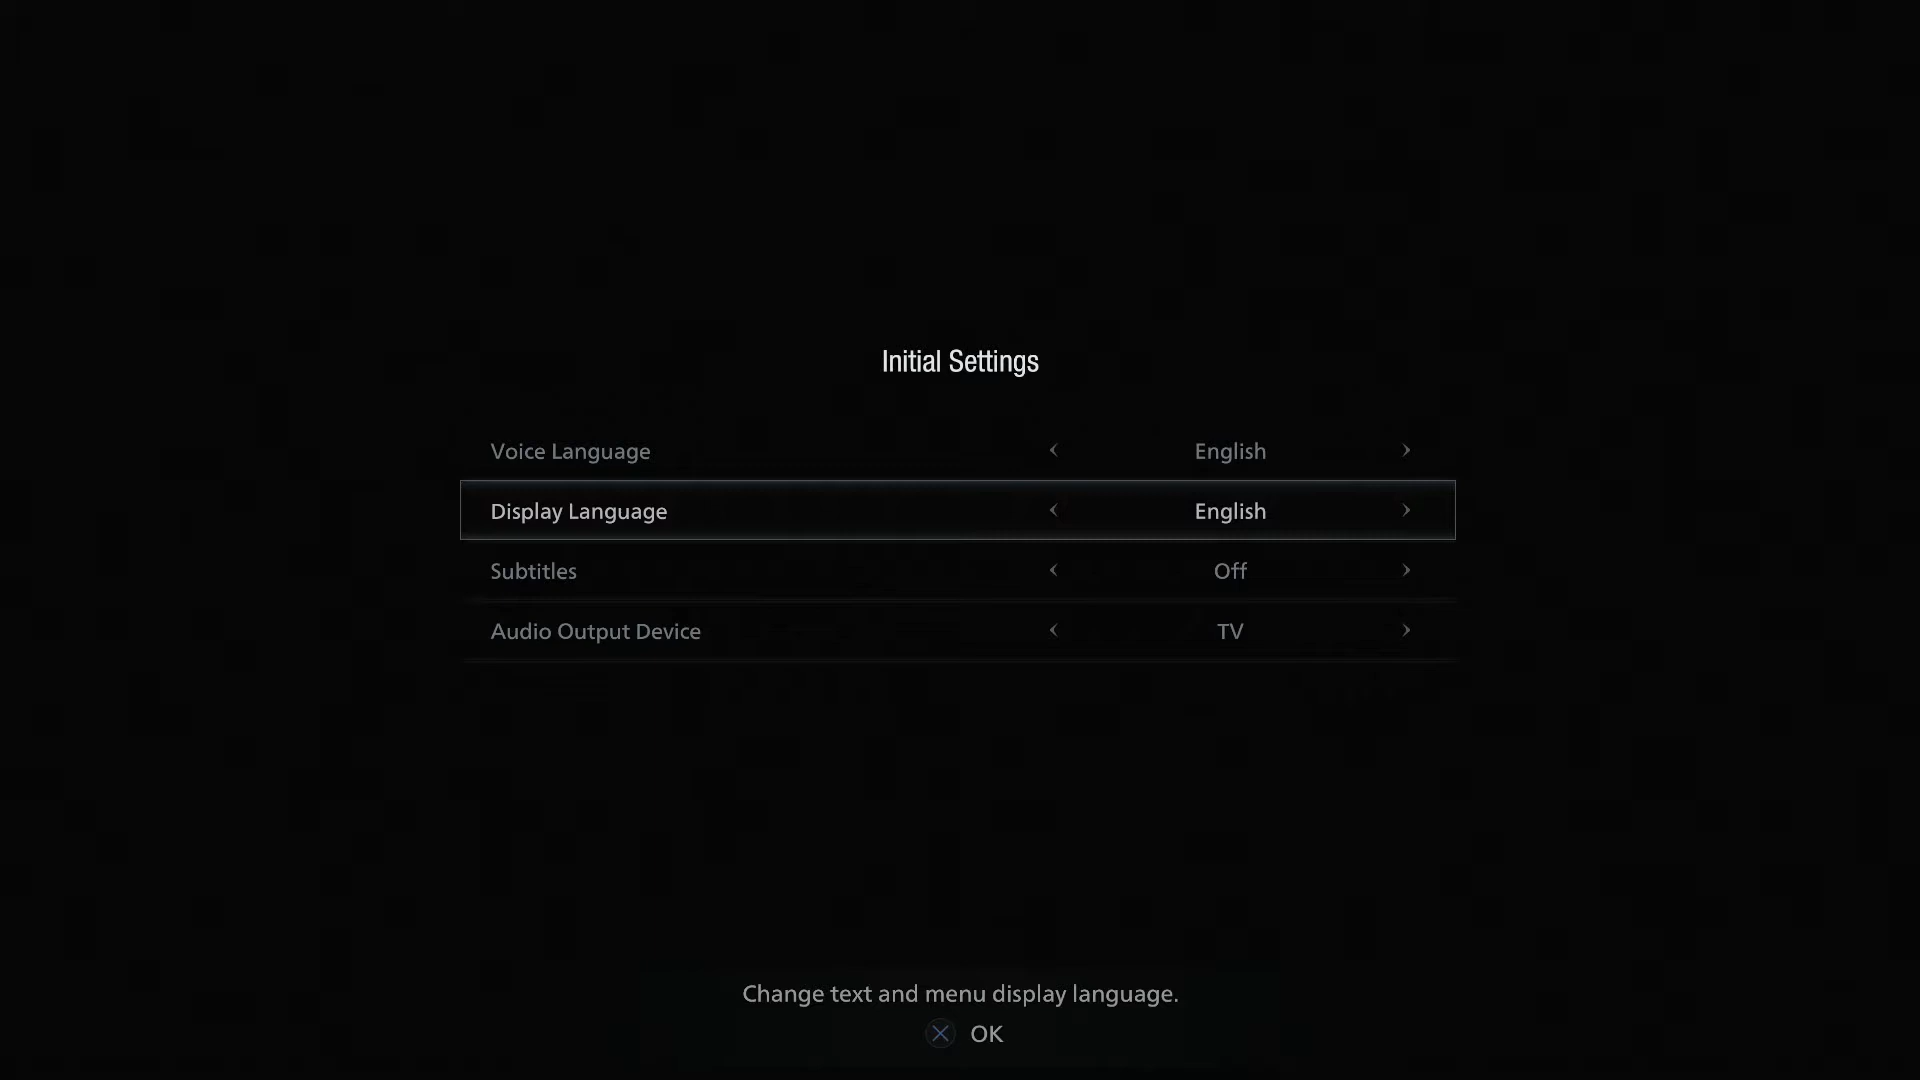 Initial Settings
Voice Language English
Display Language English
Subtitles Off
Audio Output Device TV
Change text and menu display language.
OK